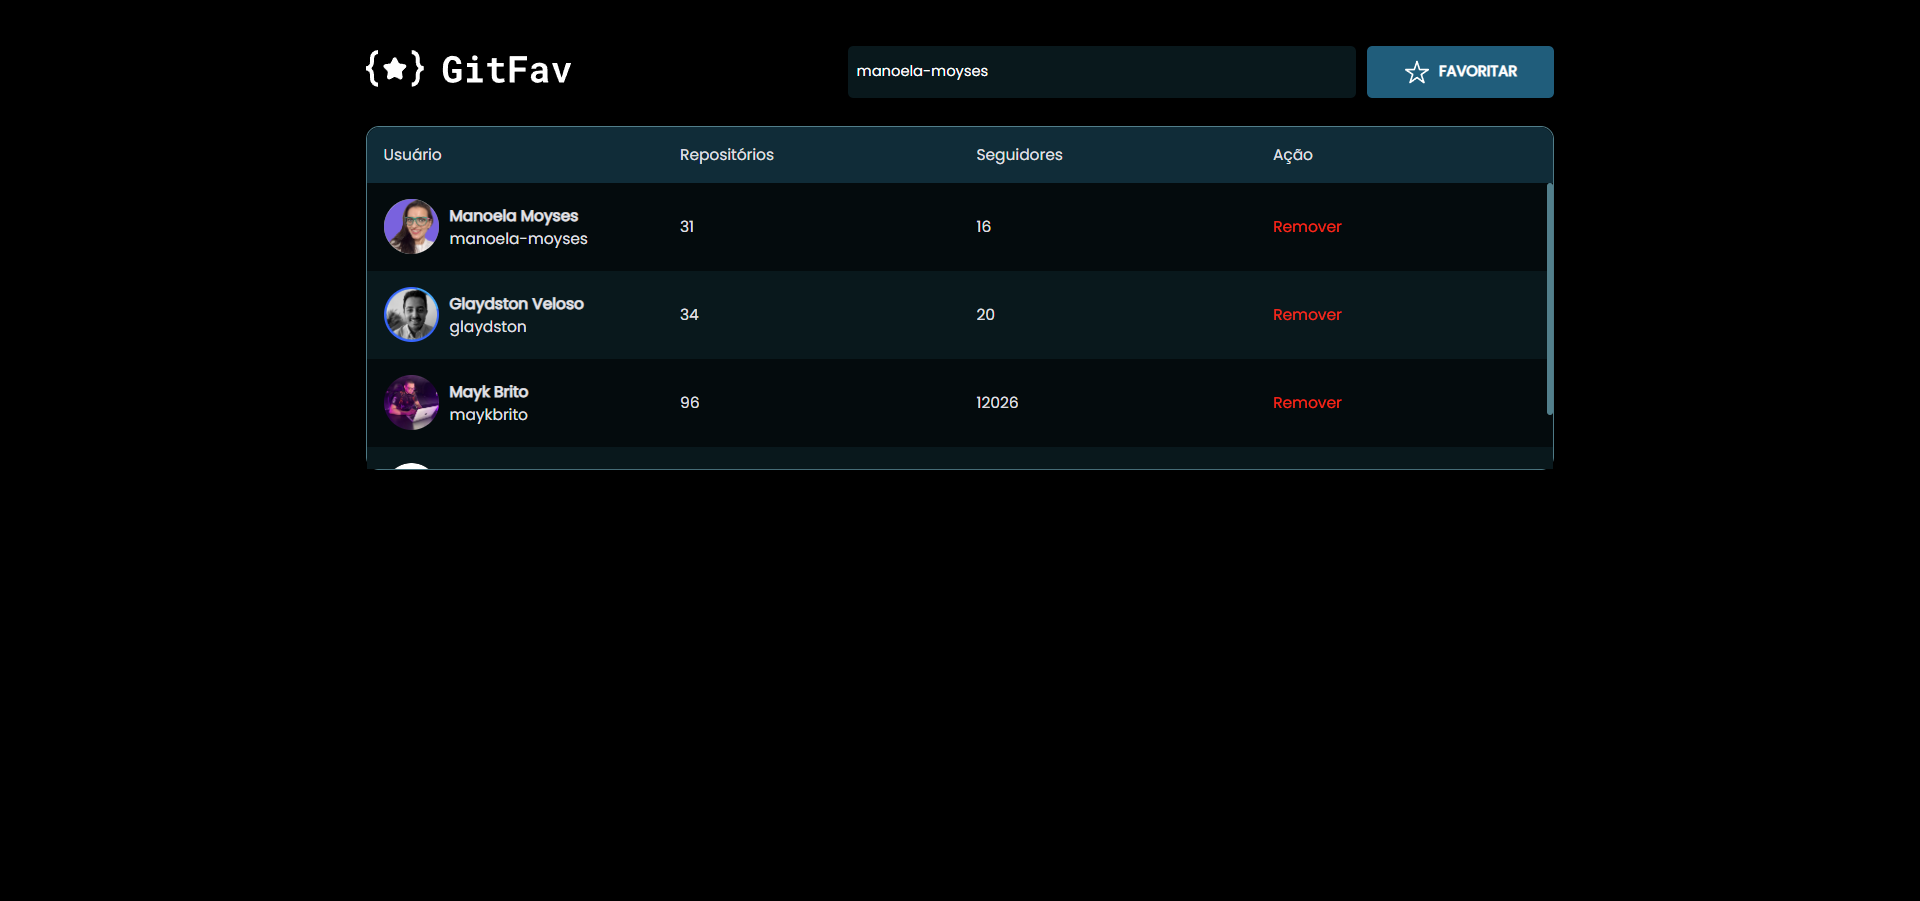 GitFav
manoela-moyses
FAVORITAR
Usuário Repositórios Seguidores Ação
Manoela Moyses
manoela-moyses
31 16 Remover
Glaydston Veloso
glaydston
34 20 Remover
Mayk Brito
maykbrito
96 12026 Remover